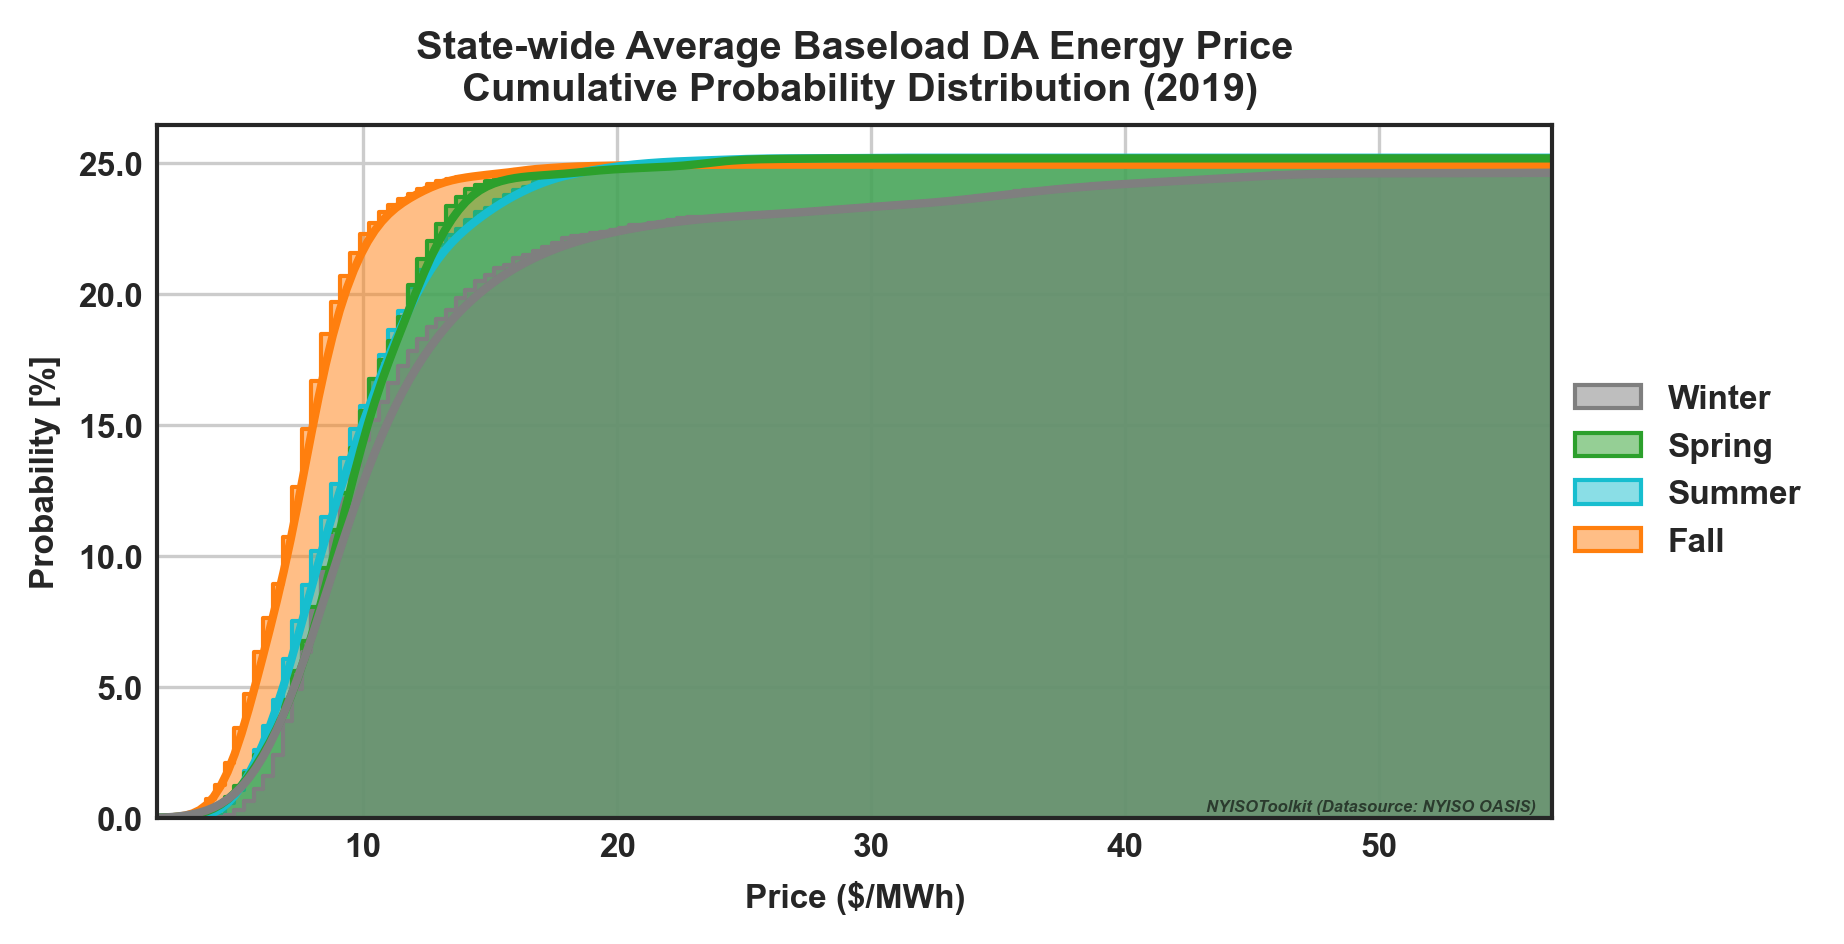 State-wide Average Baseload DA Energy Price
Cumulative Probability Distribution (2019)
Probability [%]
25.0
20.0
15.0
10.0
5.0
0.0
10
20
30
40
50
Price ($/MWh)
NYISOToolkit (Datasource: NYISO OASIS)
Winter
Spring
Summer
Fall